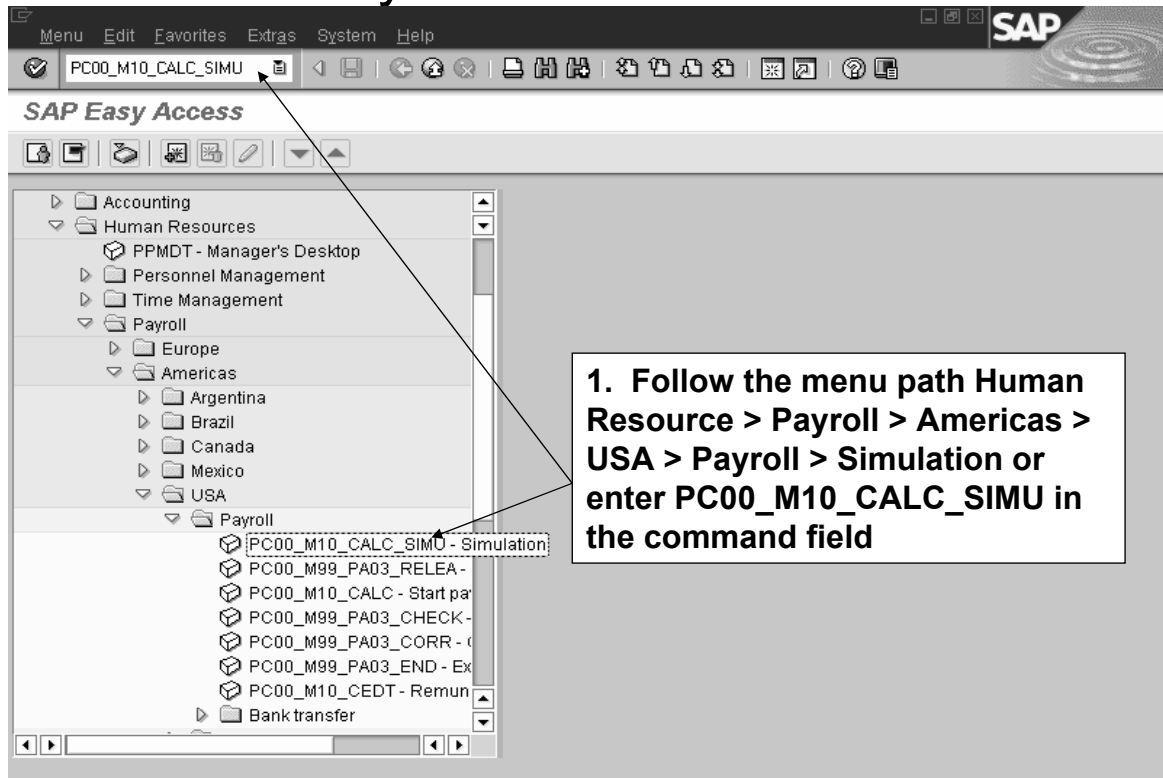 Menu Edit Favorites Extras System Help
SAP
PC00_M10_CALC_SIMU
SAP Easy Access
Accounting
Human Resources
PPMDT - Manager's Desktop
Personnel Management
Time Management
Payroll
Europe
Americas
Argentina
Brazil
Canada
Mexico
USA
Payroll
PC00_M10_CALC_SIMU - Simulation
PC00_M99_PA03_RELEA -
PC00_M10_CALC - Start pa
PC00_M99_PA03_CHECK -
PC00_M99_PA03_CORR -
PC00_M99_PA03_END - Ex
PC00_M10_CEDT - Remun
Bank transfer
1. Follow the menu path Human
Resource > Payroll > Americas >
USA > Payroll > Simulation or
enter PC00_M10_CALC_SIMU in
the command field